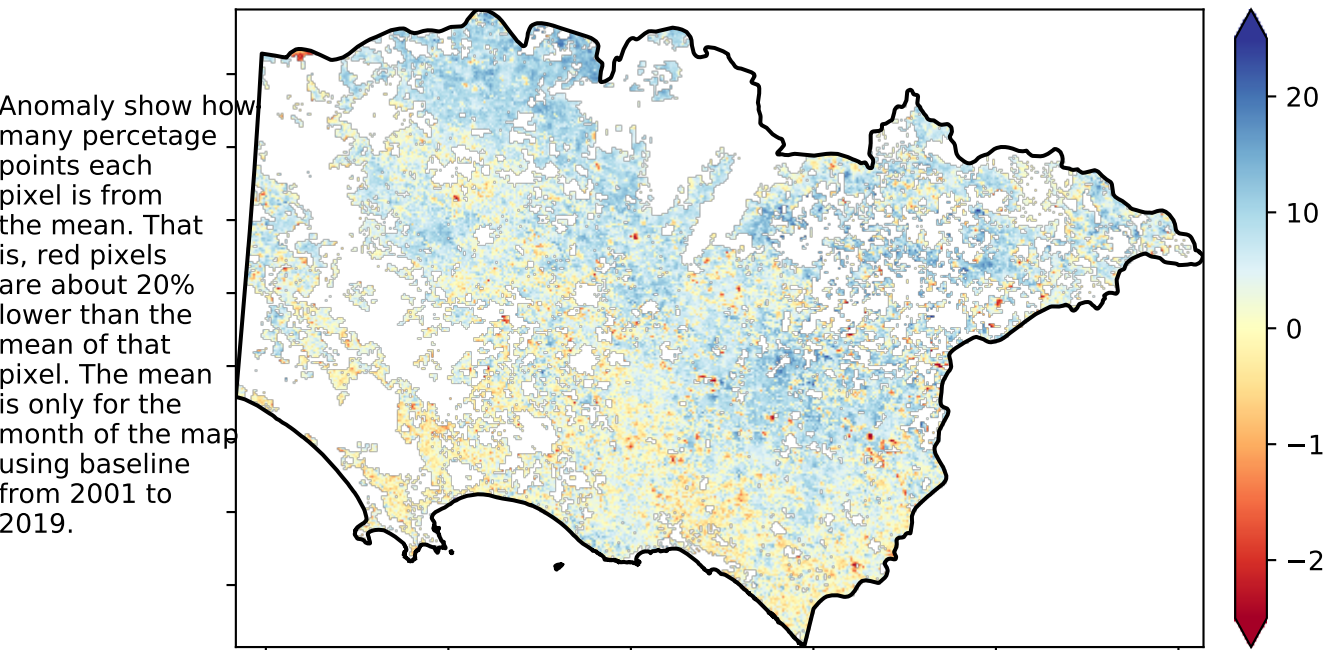 Anomaly show how
many percetage
points each
pixel is from
the mean. That
is, red pixels
are about 20%
lower than the
mean of that
pixel. The mean
is only for the
month of the map
using baseline
from 2001 to
2019.
20
10
0
−1
−2